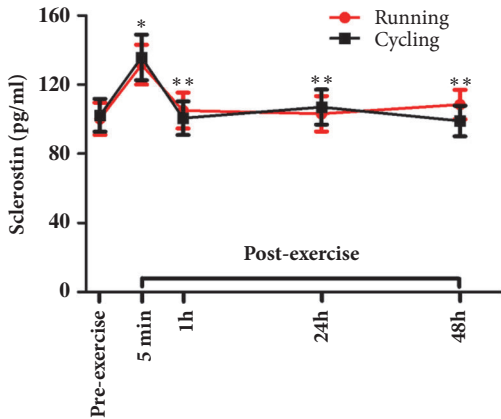 Running
Cycling
Sclerostin (pg/ml)
160
120
80
40
0
*
**
**
**
Post-exercise
Pre-exercise
5 min
1h
24h
48h